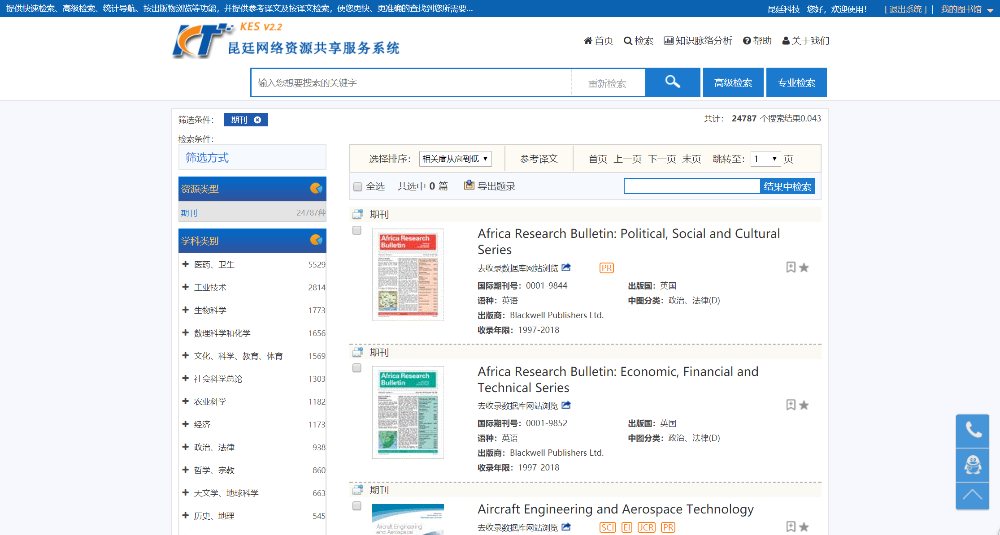 提供快速检索、高级检索、统计导航、按出版物浏览等功能，并提供参考译文及按译文检索，使您更快、更准确的查找到您所需要...
昆廷科技 您好，欢迎使用！ [ 退出系统 ] | 我的图书馆
KT KES V2.2
昆廷网络资源共享服务系统
首页 检索 知识脉络分析 帮助 关于我们
输入您想要搜索的关键字 重新检索 高级检索 专业检索
筛选条件： 期刊
共计： 24787 个搜索结果0.043
检索条件：
筛选方式
资源类型
期刊 24787种
学科类别
医药、卫生 5529
工业技术 2814
生物科学 1773
数理科学和化学 1656
文化、科学、教育、体育 1569
社会科学总论 1303
农业科学 1182
经济 1173
政治、法律 938
哲学、宗教 860
天文学、地球科学 663
历史、地理 545
选择排序： 相关度从高到低 参考译文 首页 上一页 下一页 末页 跳转至： 1 页
全选 共选中 0 篇 导出题录 结果中检索
期刊
Africa Research
Bulletin
Africa Research Bulletin: Political, Social and Cultural
Series
去收录数据库网站浏览 PR
国际期刊号：0001-9844 出版国：英国
语种：英语 中图分类：政治、法律(D)
出版商：Blackwell Publishers Ltd.
收录年限：1997-2018
期刊
Africa Research
Bulletin
Africa Research Bulletin: Economic, Financial and
Technical Series
去收录数据库网站浏览
国际期刊号：0001-9852 出版国：英国
语种：英语 中图分类：政治、法律(D)
出版商：Blackwell Publishers Ltd.
收录年限：1997-2018
期刊
Aircraft Engineering
and Aerospace
Aircraft Engineering and Aerospace Technology
去收录数据库网站浏览 SCI EI JCR PR